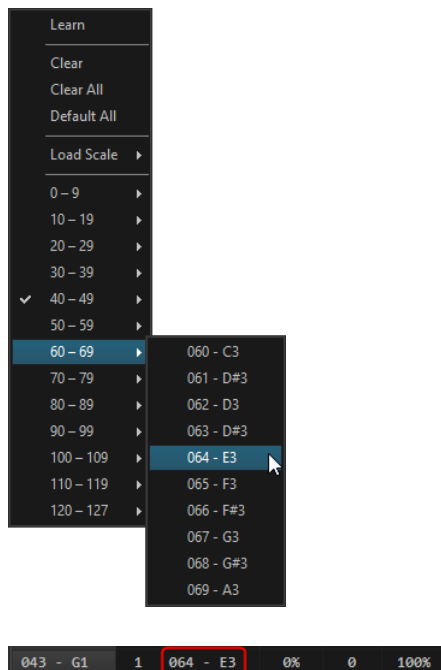 Learn
Clear
Clear All
Default All
Load Scale
0 – 9
10 – 19
20 – 29
30 – 39
40 – 49
50 – 59
60 – 69
70 – 79
80 – 89
90 – 99
100 – 109
110 – 119
120 – 127
060 - C3
061 - D#3
062 - D3
063 - D#3
064 - E3
065 - F3
066 - F#3
067 - G3
068 - G#3
069 - A3
043 - G1 1 064 - E3 0% 0 100%